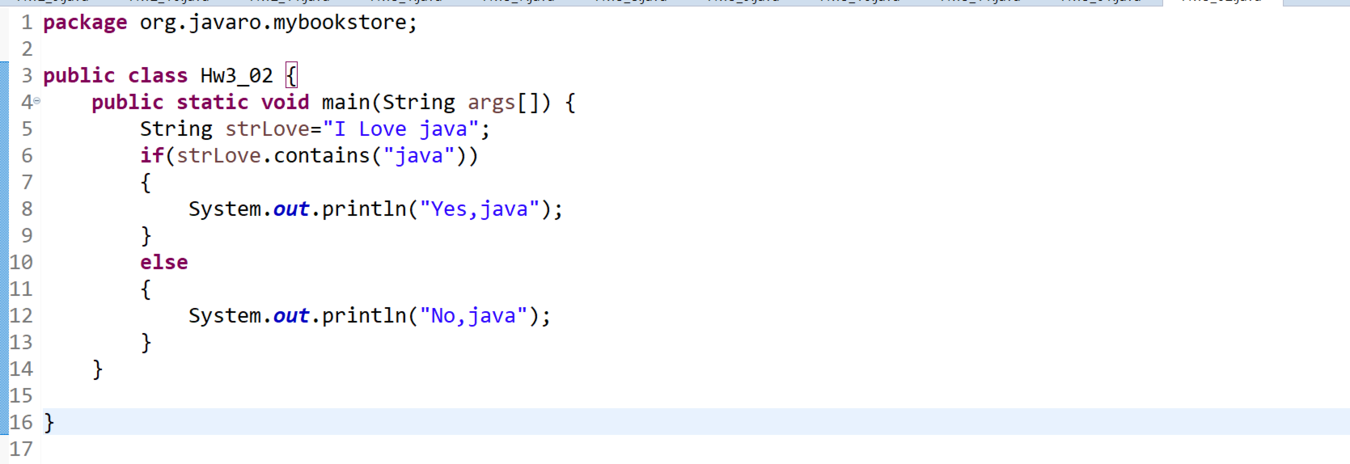 1 package org.javaro.mybookstore;
2
3 public class Hw3_02 {
4     public static void main(String args[]) {
5         String strLove="I Love java";
6         if(strLove.contains("java"))
7         {
8             System.out.println("Yes,java");
9         }
10         else
11         {
12             System.out.println("No,java");
13         }
14     }
15
16 }
17